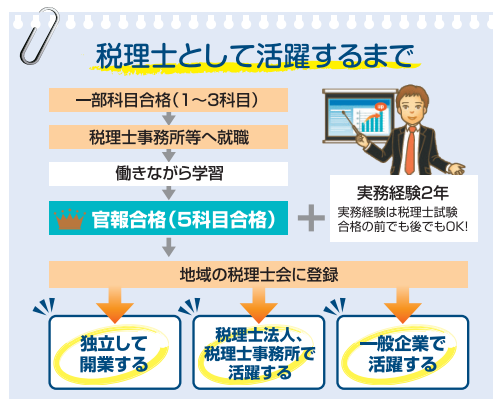 税理士として活躍するまで
一部科目合格（1～3科目）
税理士事務所等へ就職
働きながら学習
官報合格（5科目合格）
＋
実務経験2年
実務経験は税理士試験
合格の前でも後でもOK!
地域の税理士会に登録
独立して
開業する
税理士法人、
税理士事務所で
活躍する
一般企業で
活躍する